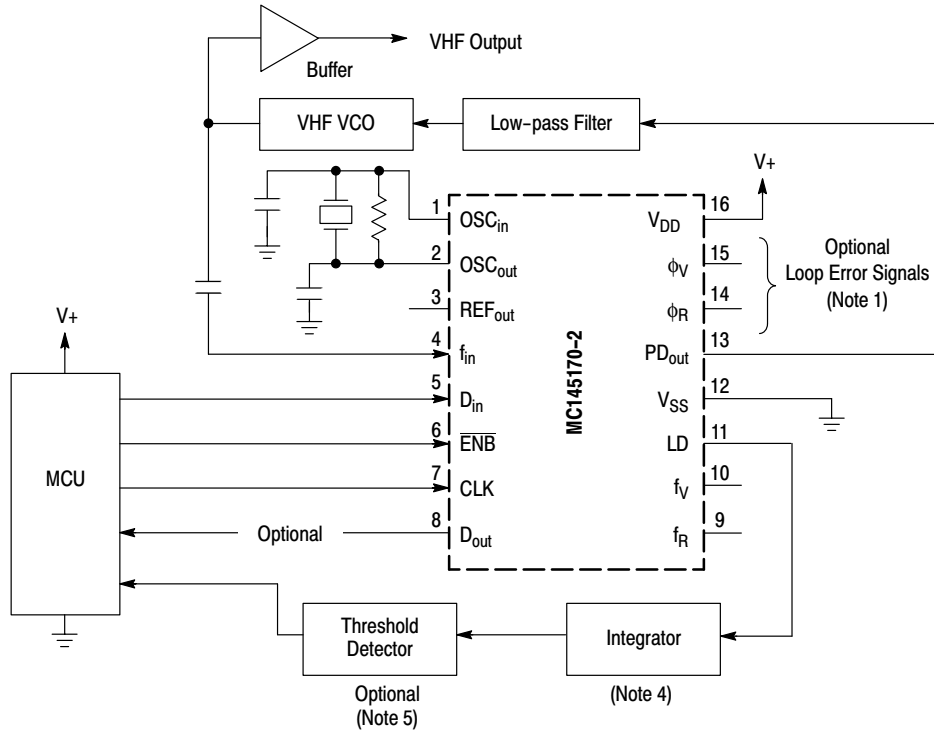 VHF Output
Buffer
VHF VCO
Low-pass Filter
V+
1
OSCin
16
VDD
2
OSCout
15
ϕV
Optional
Loop Error Signals
(Note 1)
3
REFout
14
ϕR
V+
4
fin
13
PDout
MC145170-2
5
Din
12
VSS
6
ENB
11
LD
MCU
7
CLK
10
fV
Optional
8
Dout
9
fR
Threshold
Detector
Integrator
Optional
(Note 5)
(Note 4)